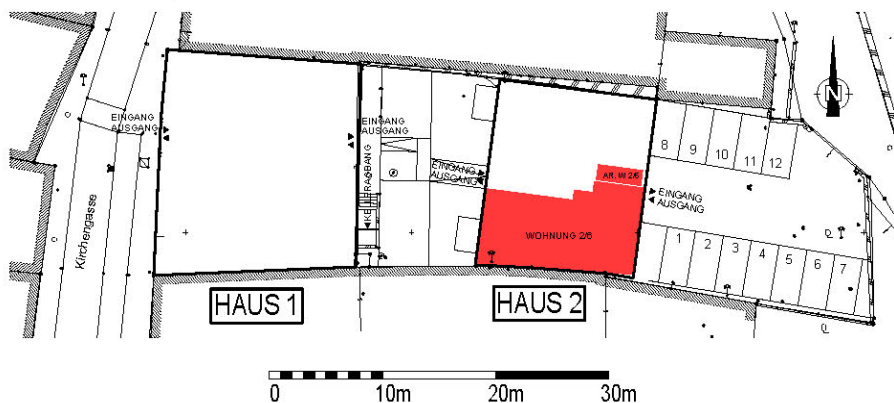 N
EINGANG
AUSGANG
EINGANG
AUSGANG
KELLERABGANG
EINGANG
AUSGANG
AR. W 2/6
8
9
10
11
12
EINGANG
AUSGANG
Kirchengasse
WOHNUNG 2/6
1
2
3
4
5
6
7
HAUS 1
HAUS 2
0
10m
20m
30m